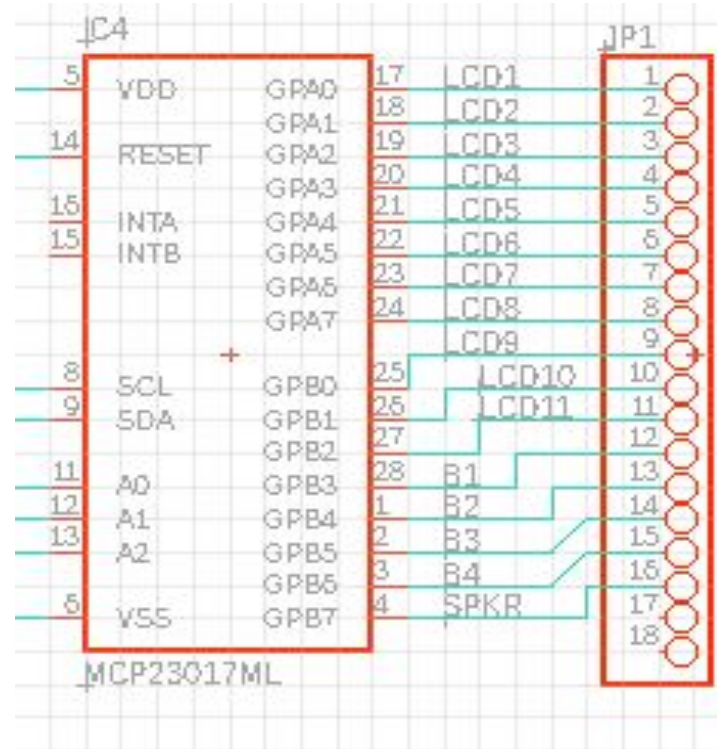 IC4
JP1
5 VDD GPA0 17 LCD1 1
GPA1 18 LCD2 2
14 RESET GPA2 19 LCD3 3
GPA3 20 LCD4 4
16 INTA GPA4 21 LCD5 5
15 INTB GPA5 22 LCD6 6
GPA6 23 LCD7 7
GPA7 24 LCD8 8
LCD9 9
8 SCL GPB0 25 LCD10 10
9 SDA GPB1 26 LCD11 11
GPB2 27 12
11 A0 GPB3 28 B1 13
12 A1 GPB4 1 B2 14
13 A2 GPB5 2 B3 15
GPB6 3 B4 16
6 VSS GPB7 4 SPKR 17
18
MCP23017ML